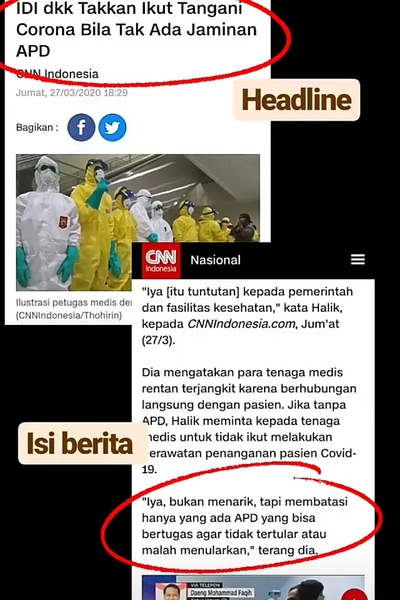 IDI dkk Takkan Ikut Tangani
Corona Bila Tak Ada Jaminan
APD
CNN Indonesia
Jumat, 27/03/2020 18:29
Headline
Bagikan :
Ilustrasi petugas medis
(CNNIndonesia/Thohirin)
CNN
Indonesia
Nasional
"Iya [itu tuntutan] kepada pemerintah
dan fasilitas kesehatan," kata Halik,
kepada CNNIndonesia.com, Jum'at
(27/3).
Dia mengatakan para tenaga medis
rentan terjangkit karena berhubungan
langsung dengan pasien. Jika tanpa
APD, Halik meminta kepada tenaga
medis untuk tidak ikut melakukan
perawatan penanganan pasien Covid-
19.
Isi berita
"Iya, bukan menarik, tapi membatasi
hanya yang ada APD yang bisa
bertugas agar tidak tertular atau
malah menularkan," terang dia.
VIA TELEPON
Daeng Mohammad Faqih